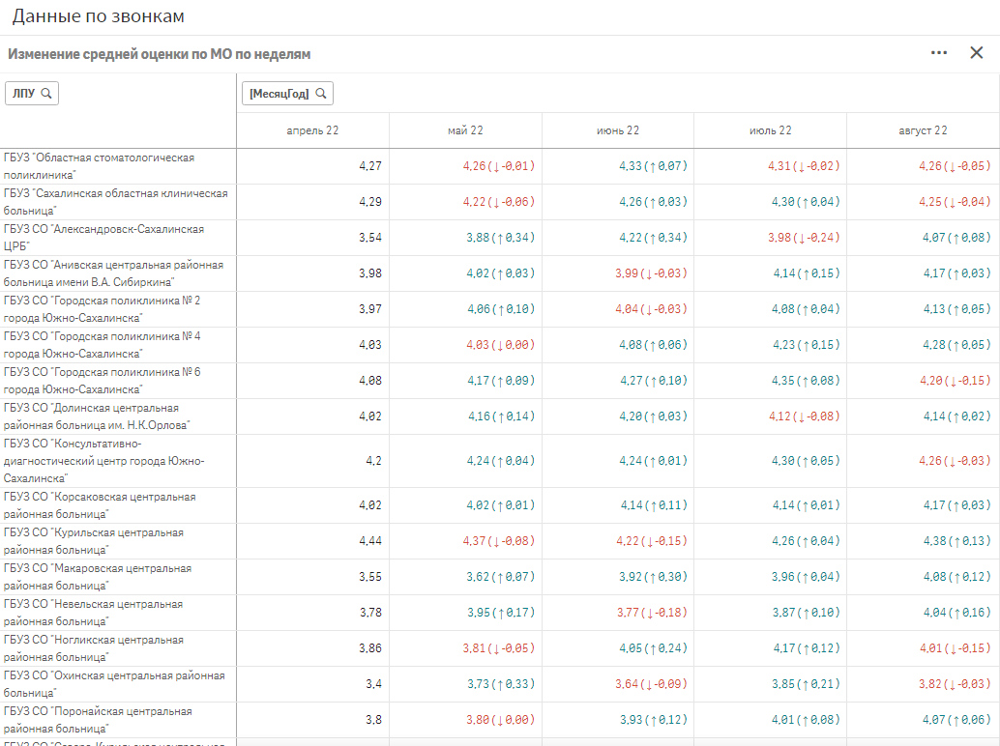 Данные по звонкам
Изменение средней оценки по МО по неделям
ЛПУ
[МесяцГод]
апрель 22 май 22 июнь 22 июль 22 август 22
ГБУЗ "Областная стоматологическая
поликлиника"
4,27 4,26(↓-0,01) 4,33(↑0,07) 4,31(↓-0,02) 4,26(↓-0,05)
ГБУЗ "Сахалинская областная клиническая
больница"
4,29 4,22(↓-0,06) 4,26(↑0,03) 4,30(↑0,04) 4,25(↓-0,04)
ГБУЗ СО "Александровск-Сахалинская
ЦРБ"
3,54 3,88(↑0,34) 4,22(↑0,34) 3,98(↓-0,24) 4,07(↑0,08)
ГБУЗ СО "Анивская центральная районная
больница имени В.А. Сибиркина"
3,98 4,02(↑0,03) 3,99(↓-0,03) 4,14(↑0,15) 4,17(↑0,03)
ГБУЗ СО "Городская поликлиника № 2
города Южно-Сахалинска"
3,97 4,06(↑0,10) 4,04(↓-0,03) 4,08(↑0,04) 4,13(↑0,05)
ГБУЗ СО "Городская поликлиника № 4
города Южно-Сахалинска"
4,03 4,03(↓0,00) 4,08(↑0,06) 4,23(↑0,15) 4,28(↑0,05)
ГБУЗ СО "Городская поликлиника № 6
города Южно-Сахалинска"
4,08 4,17(↑0,09) 4,27(↑0,10) 4,35(↑0,08) 4,20(↓-0,15)
ГБУЗ СО "Долинская центральная
районная больница им. Н.К.Орлова"
4,02 4,16(↑0,14) 4,20(↑0,03) 4,12(↓-0,08) 4,14(↑0,02)
ГБУЗ СО "Консультативно-
диагностический центр города Южно-
Сахалинска"
4,2 4,24(↑0,04) 4,24(↑0,01) 4,30(↑0,05) 4,26(↓-0,03)
ГБУЗ СО "Корсаковская центральная
районная больница"
4,02 4,02(↑0,01) 4,14(↑0,11) 4,14(↑0,01) 4,17(↑0,03)
ГБУЗ СО "Курильская центральная
районная больница"
4,44 4,37(↓-0,08) 4,22(↓-0,15) 4,26(↑0,04) 4,38(↑0,13)
ГБУЗ СО "Макаровская центральная
районная больница"
3,55 3,62(↑0,07) 3,92(↑0,30) 3,96(↑0,04) 4,08(↑0,12)
ГБУЗ СО "Невельская центральная
районная больница"
3,78 3,95(↑0,17) 3,77(↓-0,18) 3,87(↑0,10) 4,04(↑0,16)
ГБУЗ СО "Ногликская центральная
районная больница"
3,86 3,81(↓-0,05) 4,05(↑0,24) 4,17(↑0,12) 4,01(↓-0,15)
ГБУЗ СО "Охинская центральная районная
больница"
3,4 3,73(↑0,33) 3,64(↓-0,09) 3,85(↑0,21) 3,82(↓-0,03)
ГБУЗ СО "Поронайская центральная
районная больница"
3,8 3,80(↓0,00) 3,93(↑0,12) 4,01(↑0,08) 4,07(↑0,06)
ГБУЗ СО "Северо-Курильская центральная